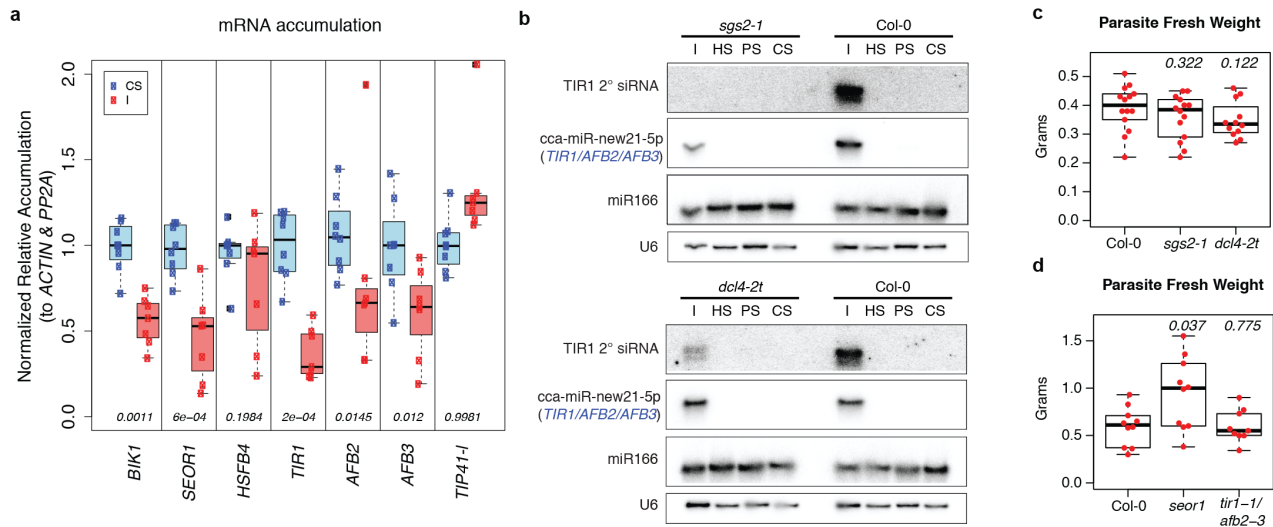 a
mRNA accumulation
Normalized Relative Accumulation
(to ACTIN & PP2A)
2.0
1.5
1.0
0.5
0.0
CS
I
0.0011 6e−04 0.1984 2e−04 0.0145 0.012 0.9981
BIK1 SEOR1 HSFB4 TIR1 AFB2 AFB3 TIP41-l
b
sgs2-1 Col-0
I HS PS CS I HS PS CS
TIR1 2° siRNA
cca-miR-new21-5p
(TIR1/AFB2/AFB3)
miR166
U6
dcl4-2t Col-0
I HS PS CS I HS PS CS
TIR1 2° siRNA
cca-miR-new21-5p
(TIR1/AFB2/AFB3)
miR166
U6
c
Parasite Fresh Weight
0.322 0.122
Grams
0.5
0.4
0.3
0.2
0.1
0.0
Col-0 sgs2-1 dcl4-2t
d
Parasite Fresh Weight
0.037 0.775
Grams
1.5
1.0
0.5
0.0
Col-0 seor1 tir1−1/
afb2−3